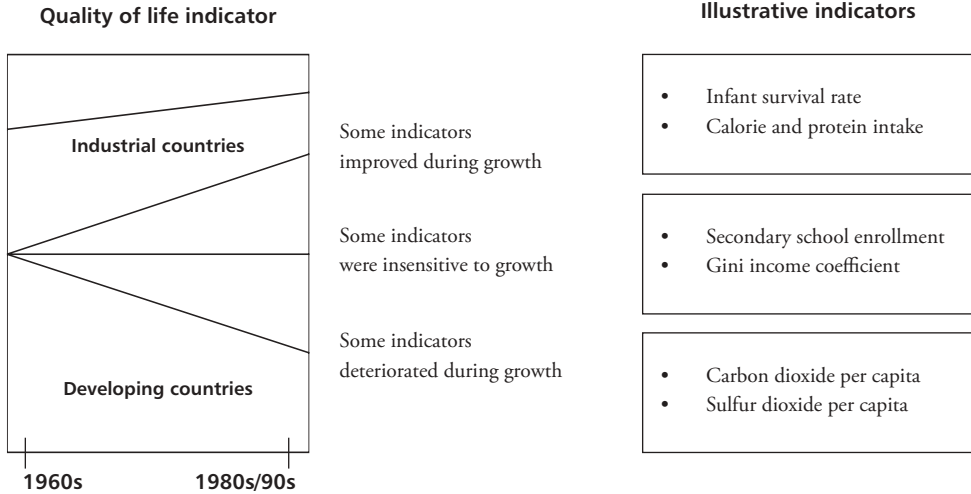 Quality of life indicator
Illustrative indicators
Industrial countries
Developing countries
1960s
1980s/90s
Some indicators
improved during growth
Some indicators
were insensitive to growth
Some indicators
deteriorated during growth
• Infant survival rate
• Calorie and protein intake
• Secondary school enrollment
• Gini income coefficient
• Carbon dioxide per capita
• Sulfur dioxide per capita